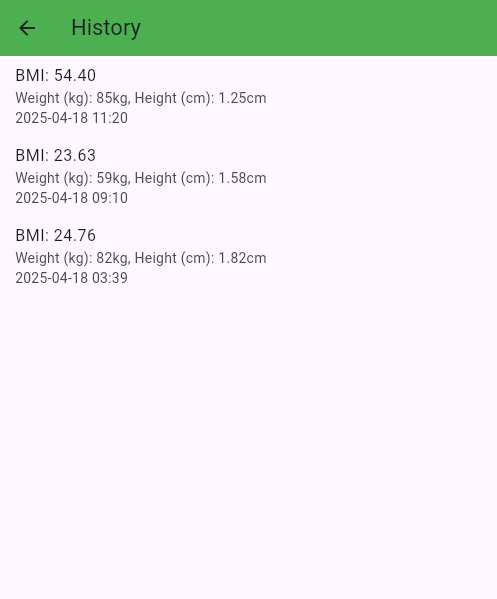 History
BMI: 54.40
Weight (kg): 85kg, Height (cm): 1.25cm
2025-04-18 11:20
BMI: 23.63
Weight (kg): 59kg, Height (cm): 1.58cm
2025-04-18 09:10
BMI: 24.76
Weight (kg): 82kg, Height (cm): 1.82cm
2025-04-18 03:39